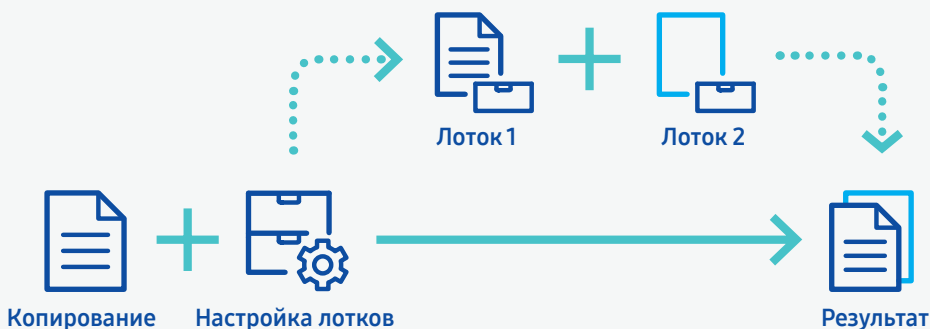 Лоток 1
Лоток 2
Копирование
Настройка лотков
Результат